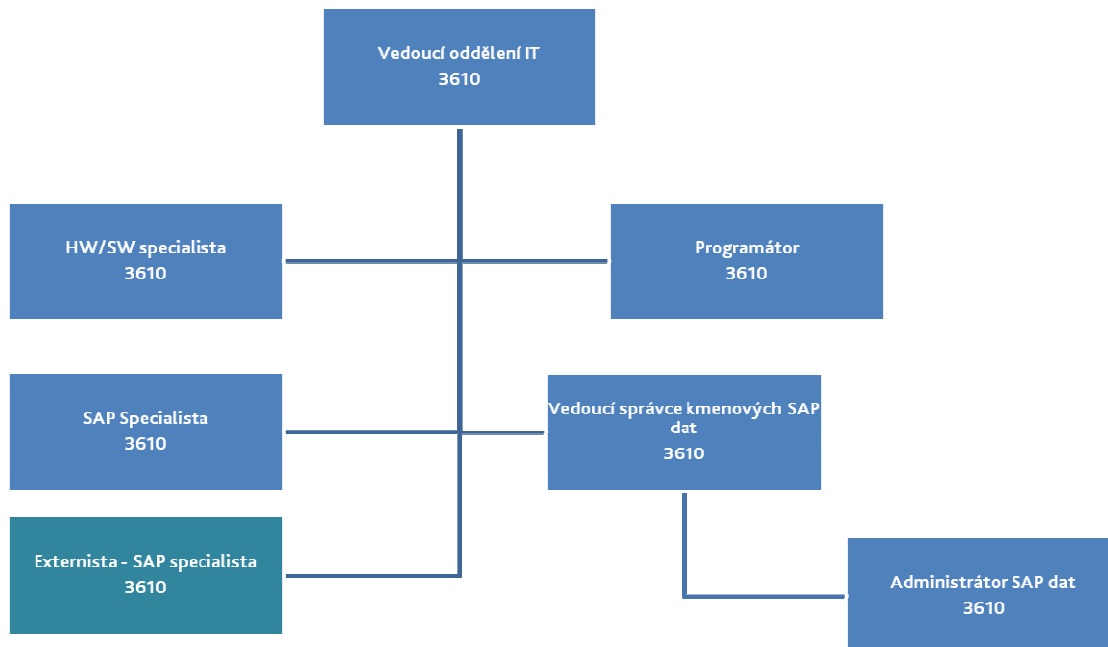 Vedoucí oddělení IT
3610
HW/SW specialista
3610
Programátor
3610
SAP Specialista
3610
Vedoucí správce kmenových SAP
dat
3610
Externista - SAP specialista
3610
Administrátor SAP dat
3610